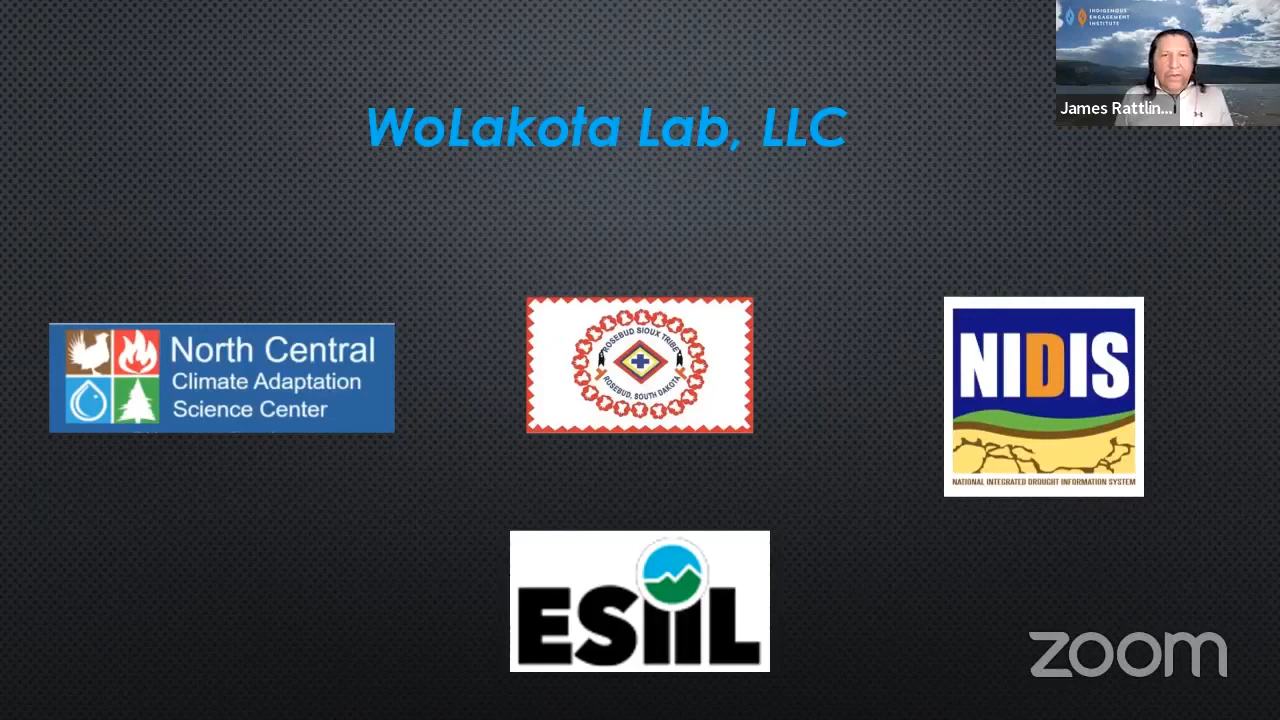 INDIGENOUS
ENGAGEMENT
INSTITUTE
James Rattlin...
WoLakota Lab, LLC
North Central
Climate Adaptation
Science Center
ROSEBUD SIOUX TRIBE
ROSEBUD, SOUTH DAKOTA
NIDIS
NATIONAL INTEGRATED DROUGHT INFORMATION SYSTEM
ESIIL
zoom